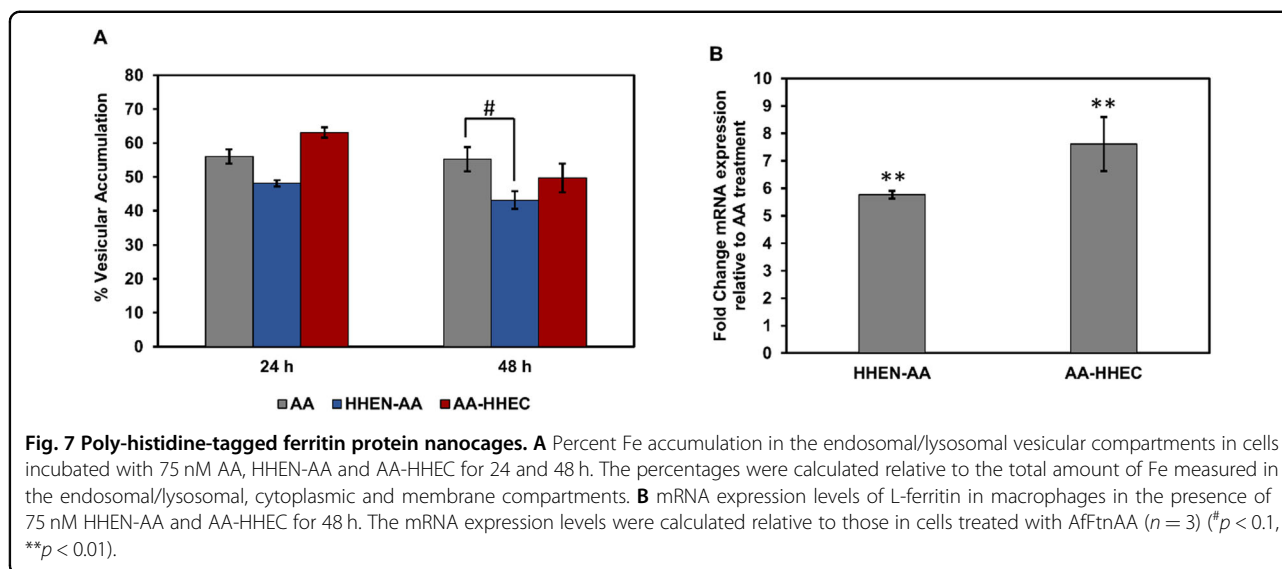 A
% Vesicular Accumulation
80
70
60
50
40
30
20
10
0
#
24 h
48 h
AA
HHEN-AA
AA-HHEC
B
Fold Change mRNA expression
relative to AA treatment
10
9
8
7
6
5
4
3
2
1
0
**
**
HHEN-AA
AA-HHEC
Fig. 7 Poly-histidine-tagged ferritin protein nanocages. A Percent Fe accumulation in the endosomal/lysosomal vesicular compartments in cells
incubated with 75 nM AA, HHEN-AA and AA-HHEC for 24 and 48 h. The percentages were calculated relative to the total amount of Fe measured in
the endosomal/lysosomal, cytoplasmic and membrane compartments. B mRNA expression levels of L-ferritin in macrophages in the presence of
75 nM HHEN-AA and AA-HHEC for 48 h. The mRNA expression levels were calculated relative to those in cells treated with AfFtnAA (n = 3) (#p < 0.1,
**p < 0.01).